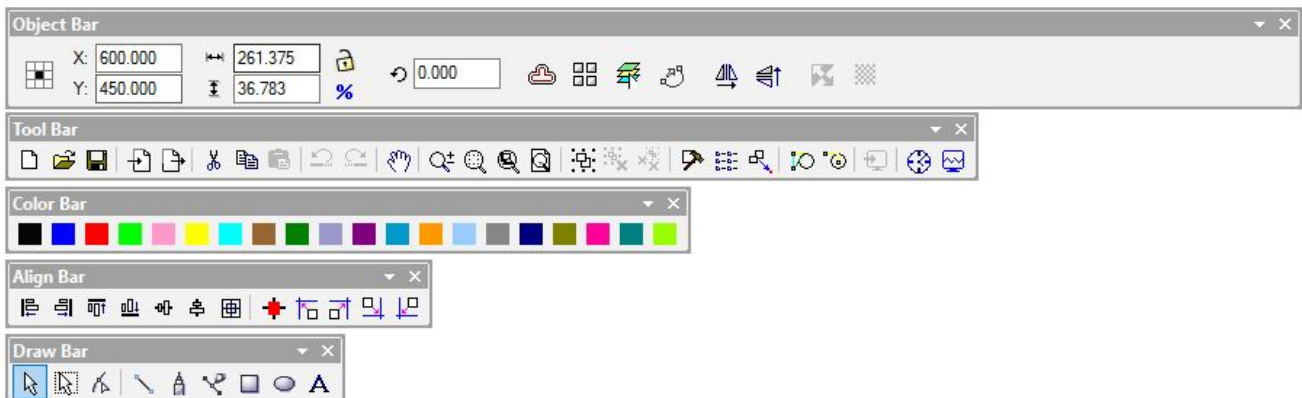 Object Bar
X: 600.000 261.375
0.000
Y: 450.000 36.783 %
Tool Bar
Color Bar
Align Bar
Draw Bar
A